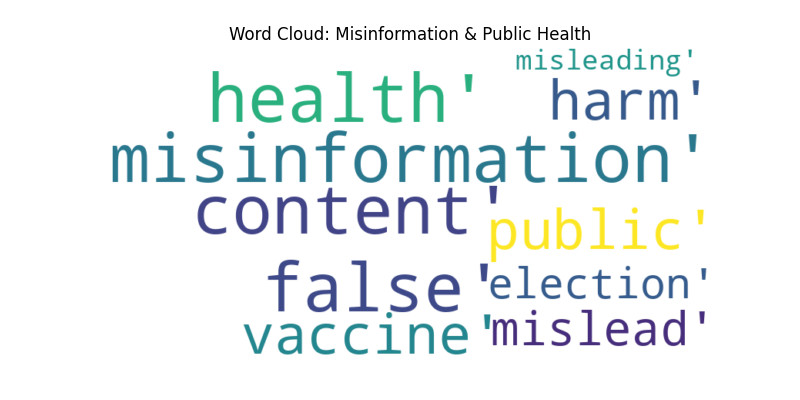 Word Cloud: Misinformation & Public Health
misleading'
health'
harm'
misinformation'
content'
public'
false'
election'
vaccine'
mislead'